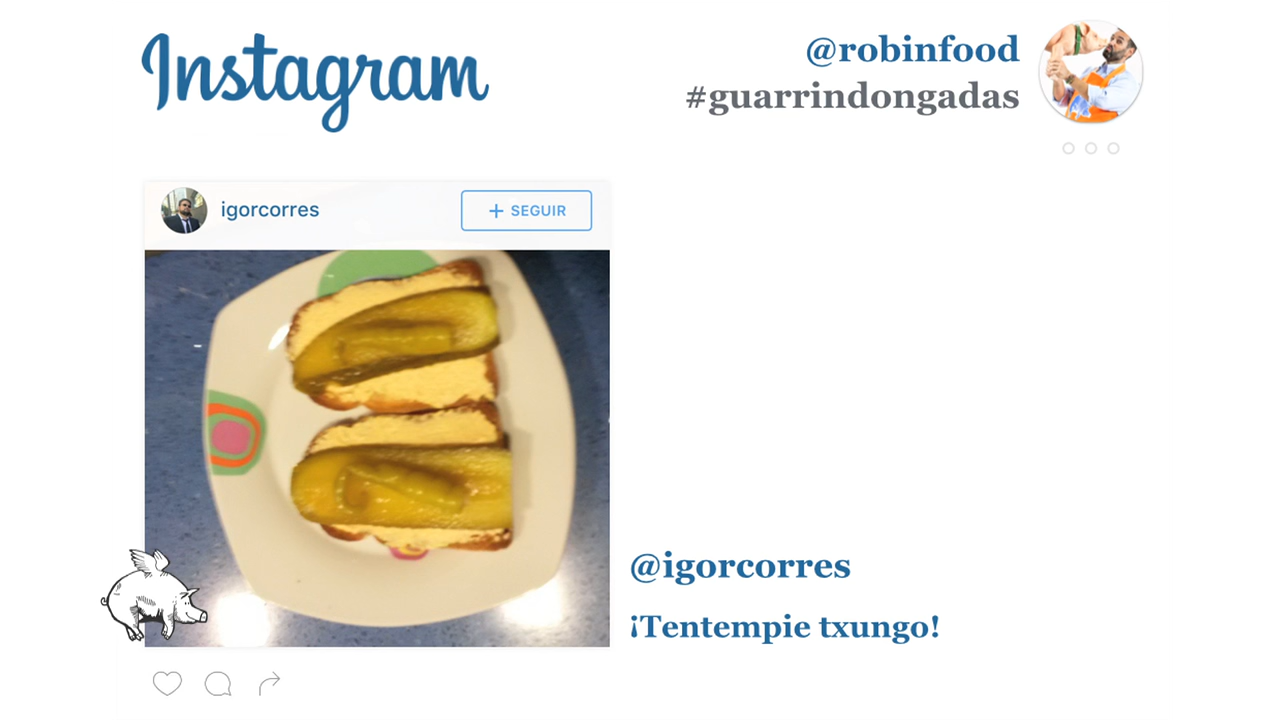 Instagram
@robinfood
#guarrindongadas
igorcorres
+ SEGUIR
@igorcorres
¡Tentempie txungo!